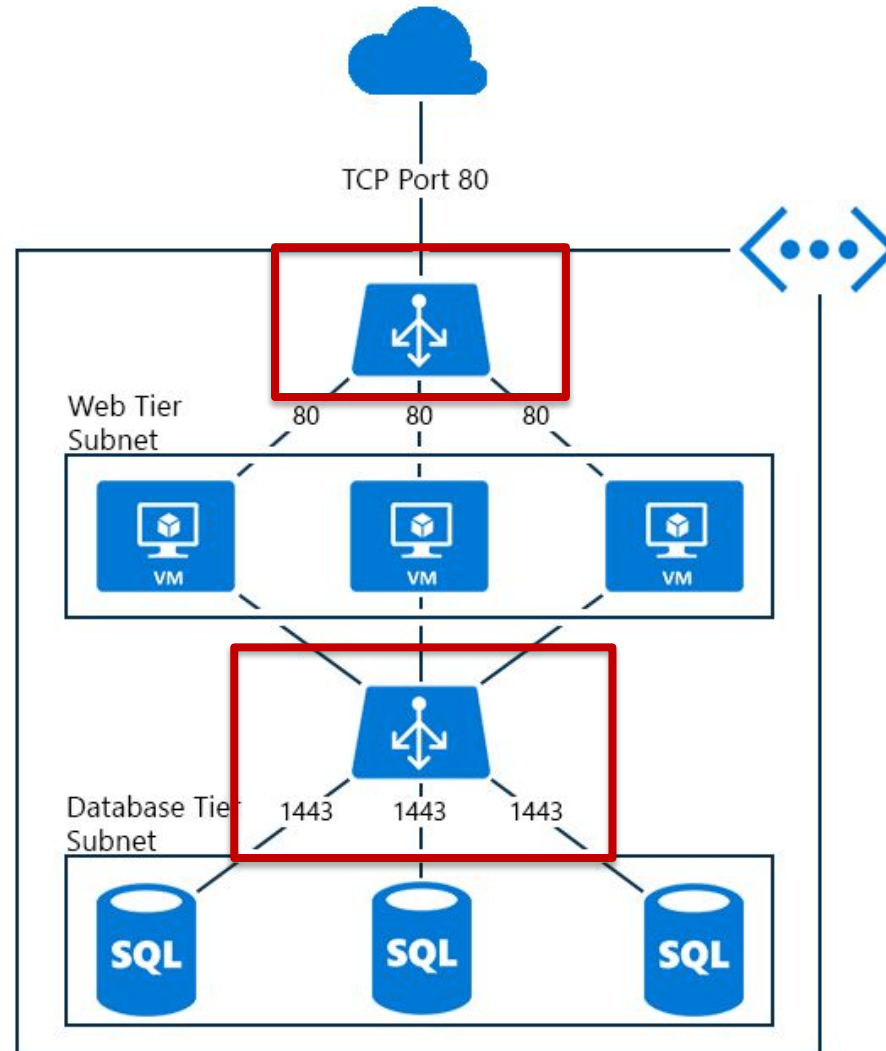 TCP Port 80
Web Tier
Subnet
80 80 80
VM VM VM
Database Tier
Subnet
1443 1443 1443
SQL SQL SQL